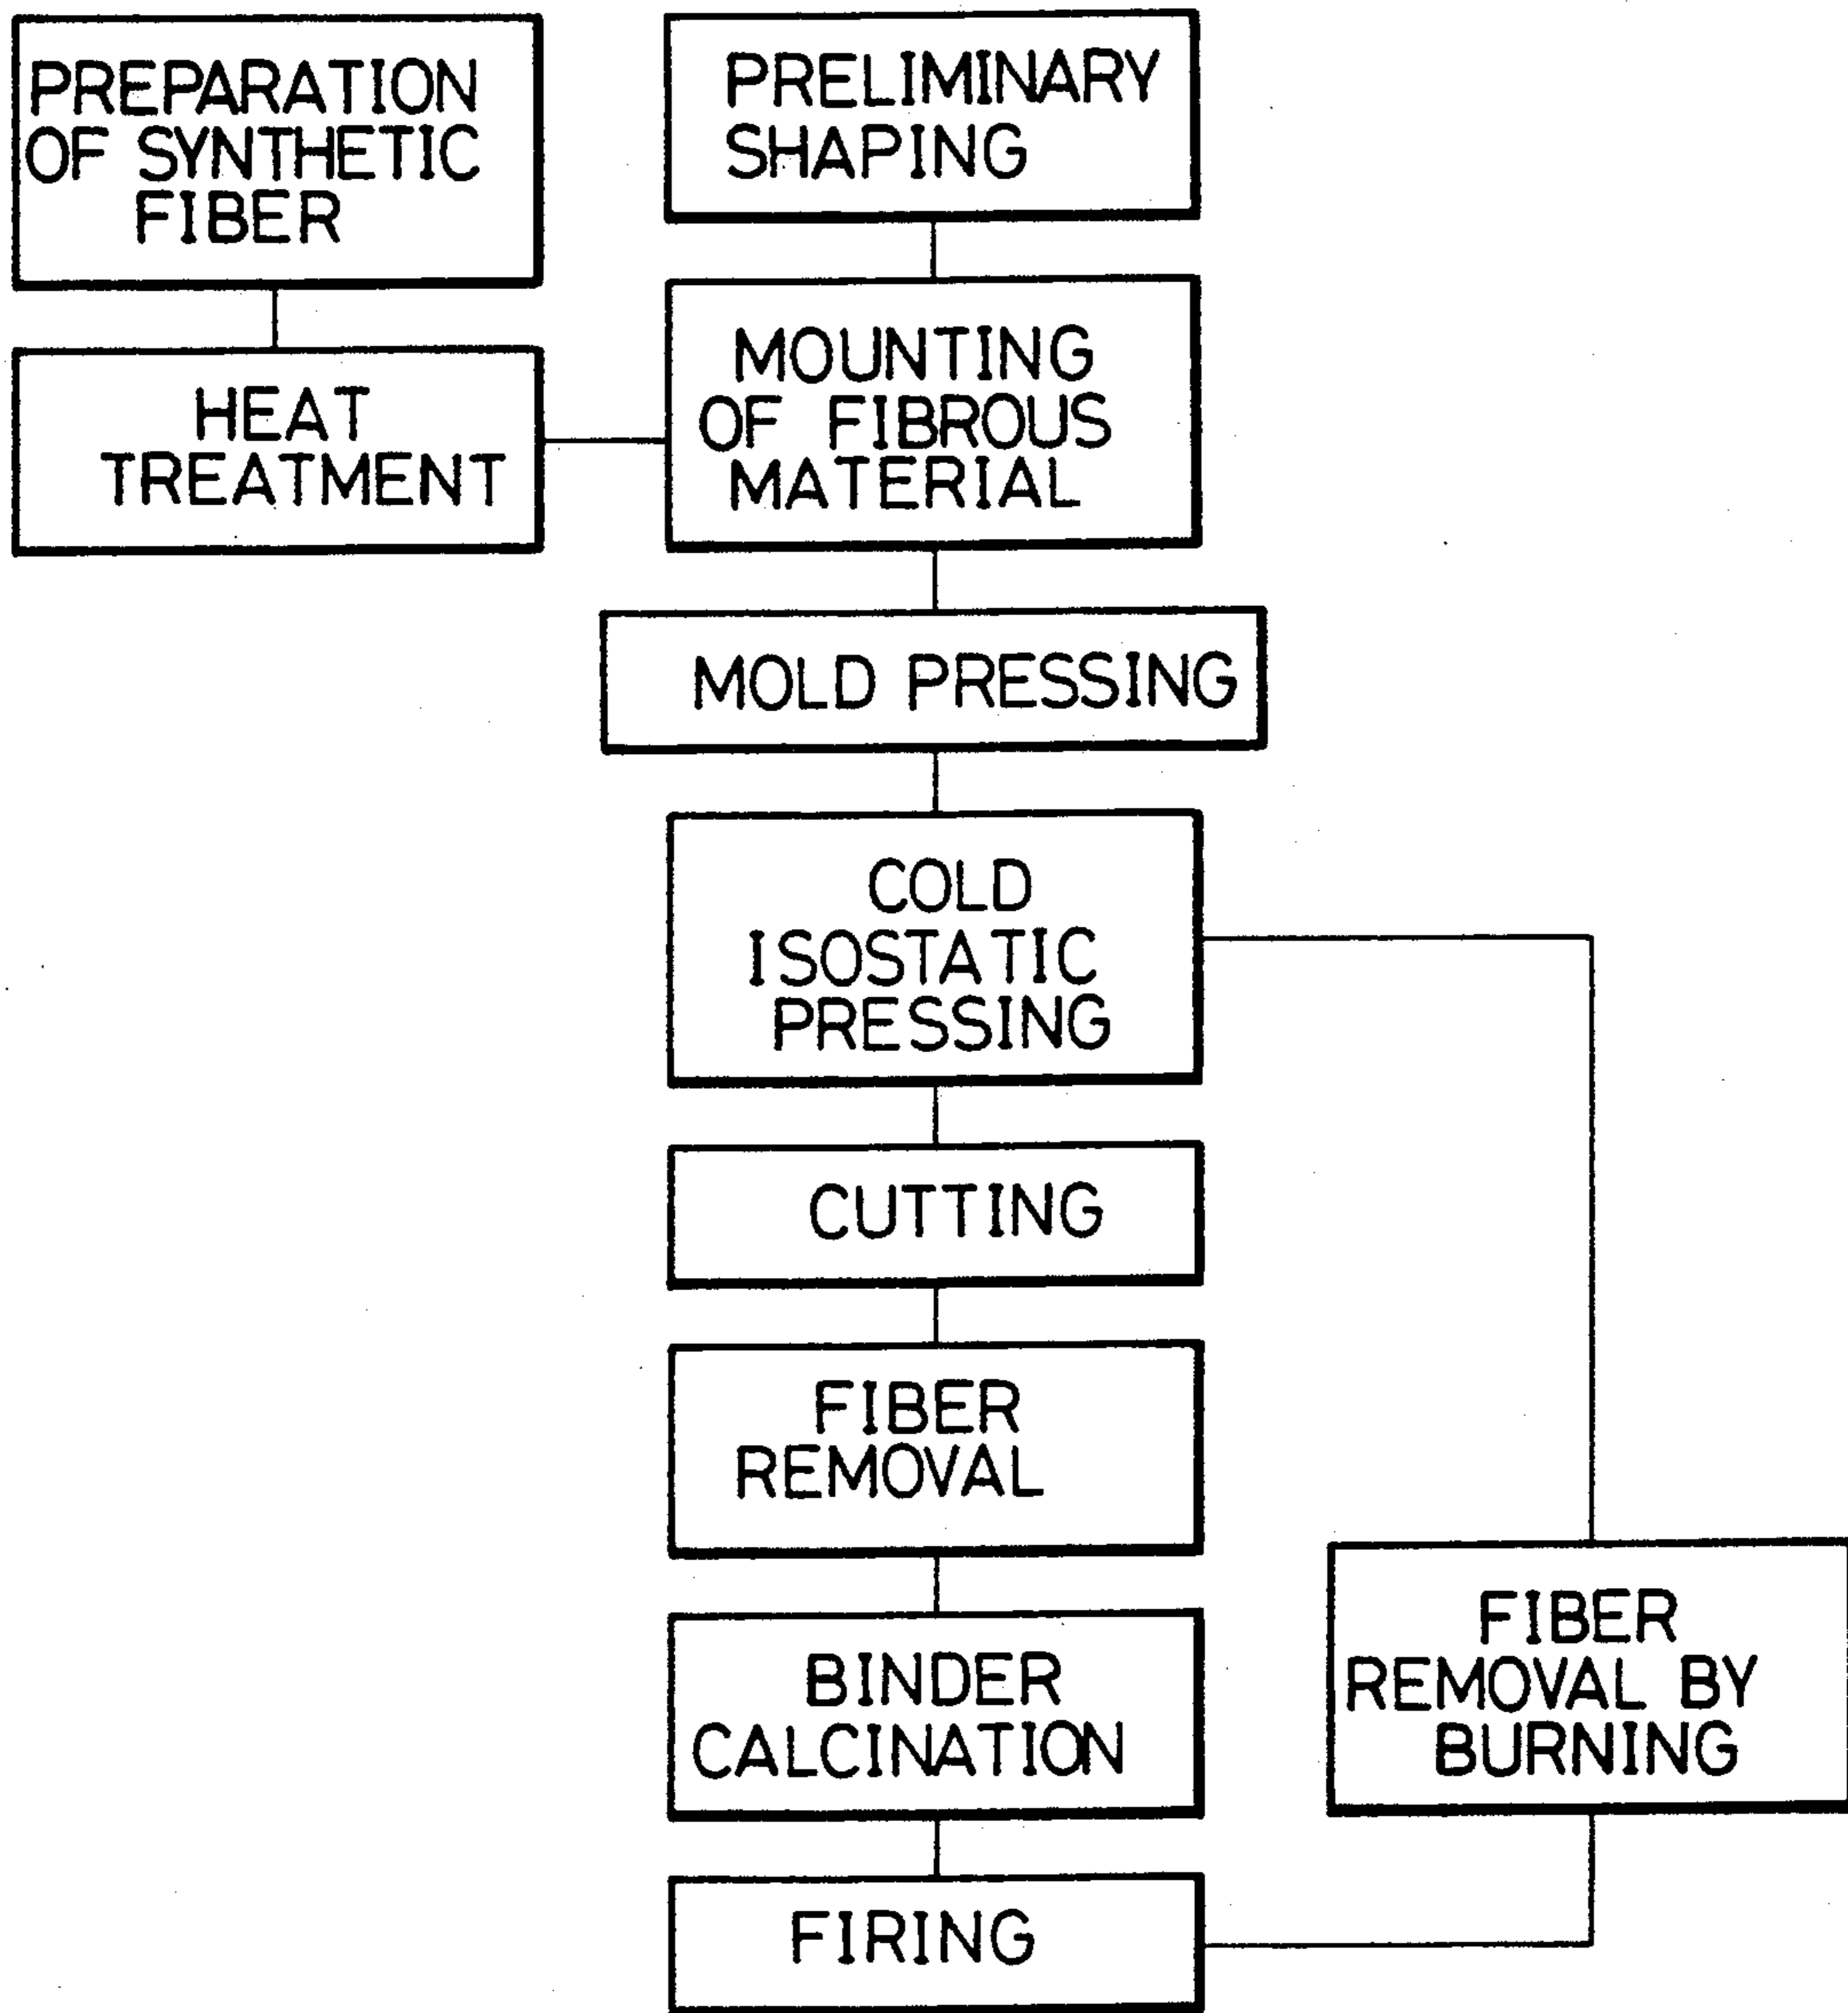 PREPARATION
OF SYNTHETIC
FIBER
PRELIMINARY
SHAPING
HEAT
TREATMENT
MOUNTING
OF FIBROUS
MATERIAL
MOLD PRESSING
COLD
ISOSTATIC
PRESSING
CUTTING
FIBER
REMOVAL
BINDER
CALCINATION
FIBER
REMOVAL BY
BURNING
FIRING